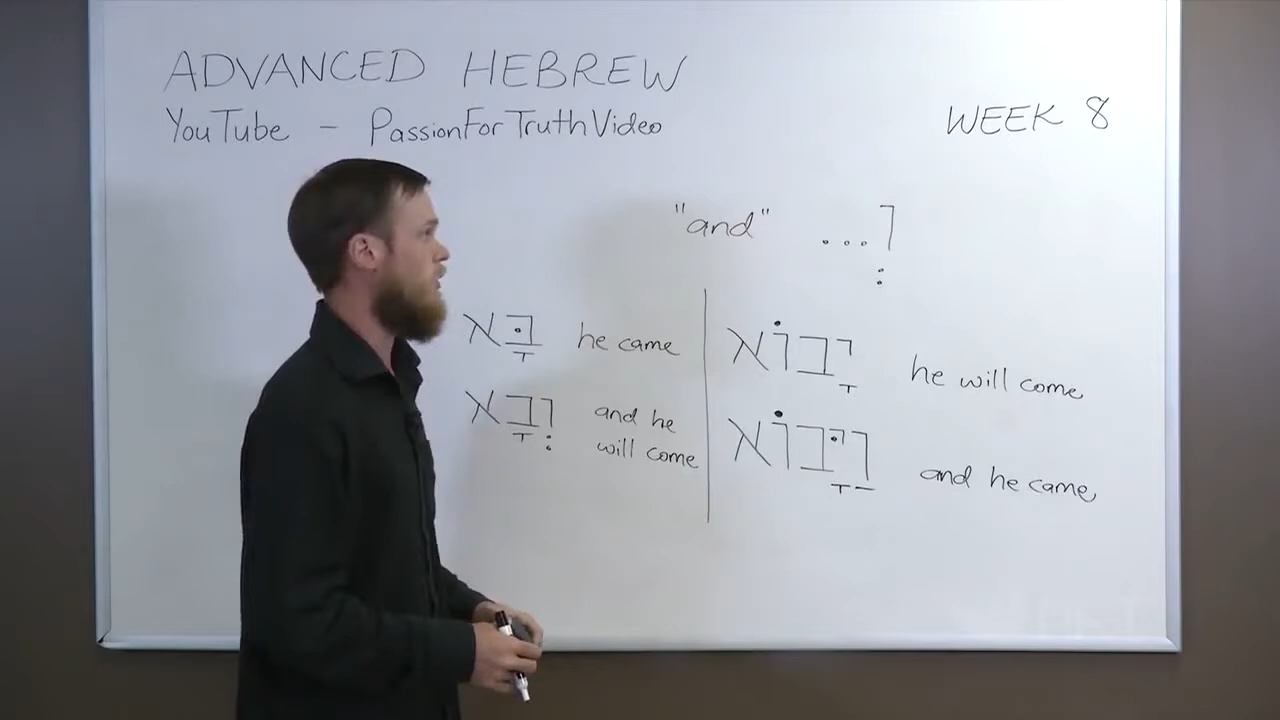 ADVANCED HEBREW
YouTube - PassionForTruthVideo
WEEK 8
"and" ...וְ
בָּא he came
וְבָא and he
will come
יָבוֹא he will come
וַיָּבוֹא and he came